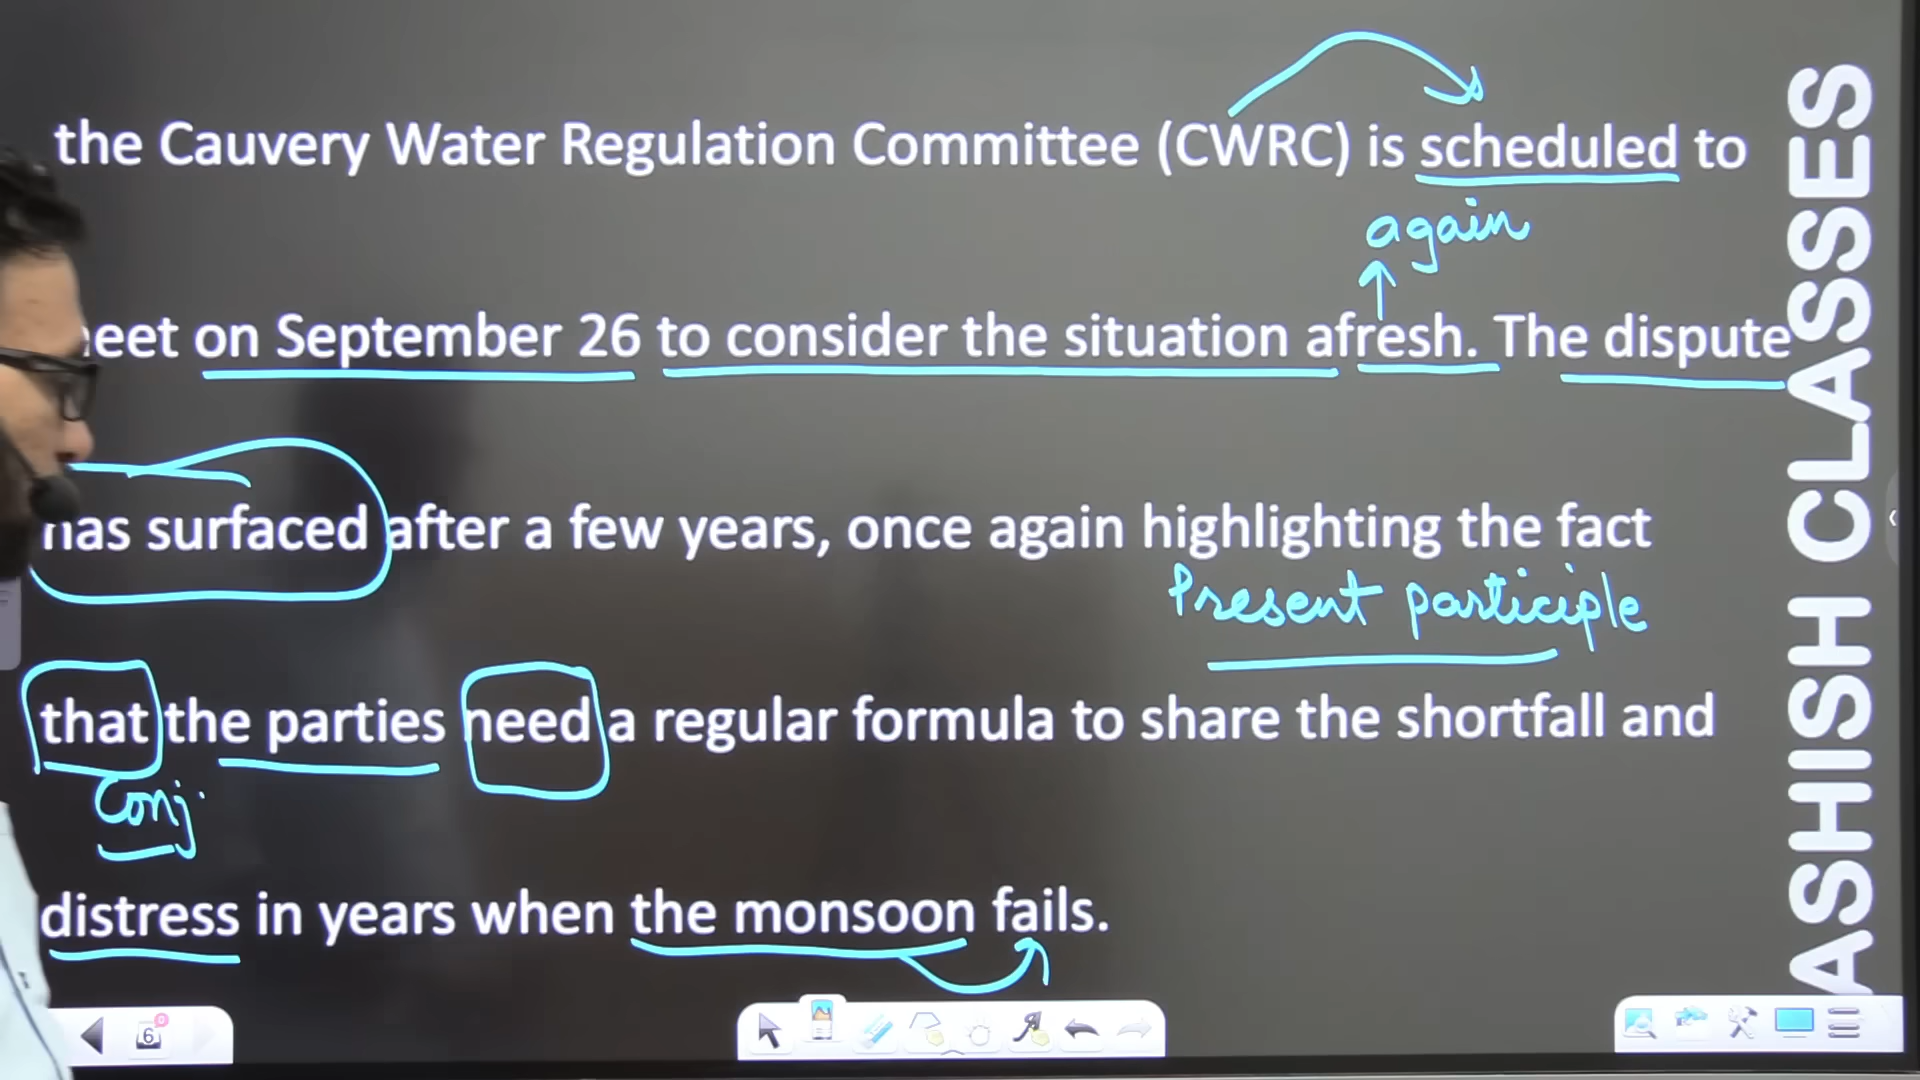 the Cauvery Water Regulation Committee (CWRC) is scheduled to
again
eet on September 26 to consider the situation afresh. The dispute
has surfaced after a few years, once again highlighting the fact
Present participle
that the parties need a regular formula to share the shortfall and
Conj.
distress in years when the monsoon fails.
ASHISH CLASSES
6
0